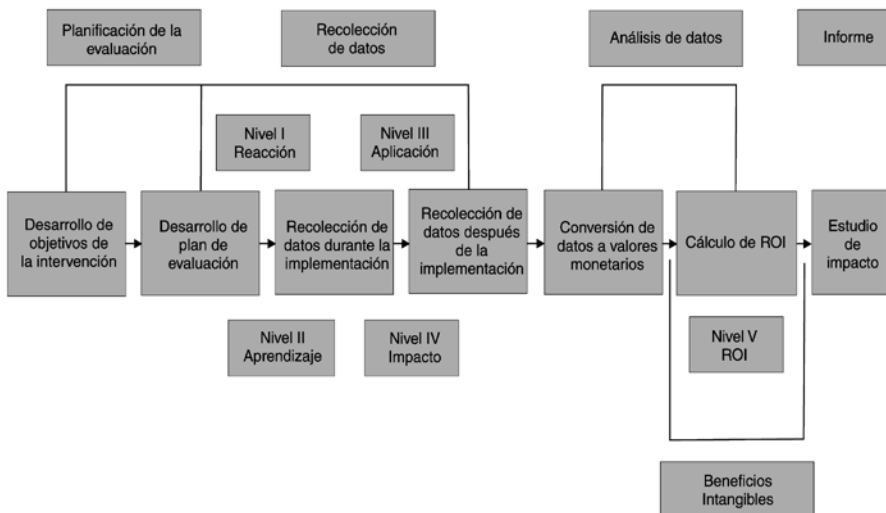 Planificación de la
evaluación
Recolección
de datos
Análisis de datos
Informe
Nivel I
Reacción
Nivel III
Aplicación
Desarrollo de
objetivos de
la intervención
Desarrollo de
plan de
evaluación
Recolección de
datos durante la
implementación
Recolección de
datos después
de la
implementación
Conversión de
datos a valores
monetarios
Cálculo de ROI
Estudio
de
impacto
Nivel II
Aprendizaje
Nivel IV
Impacto
Nivel V
ROI
Beneficios
Intangibles